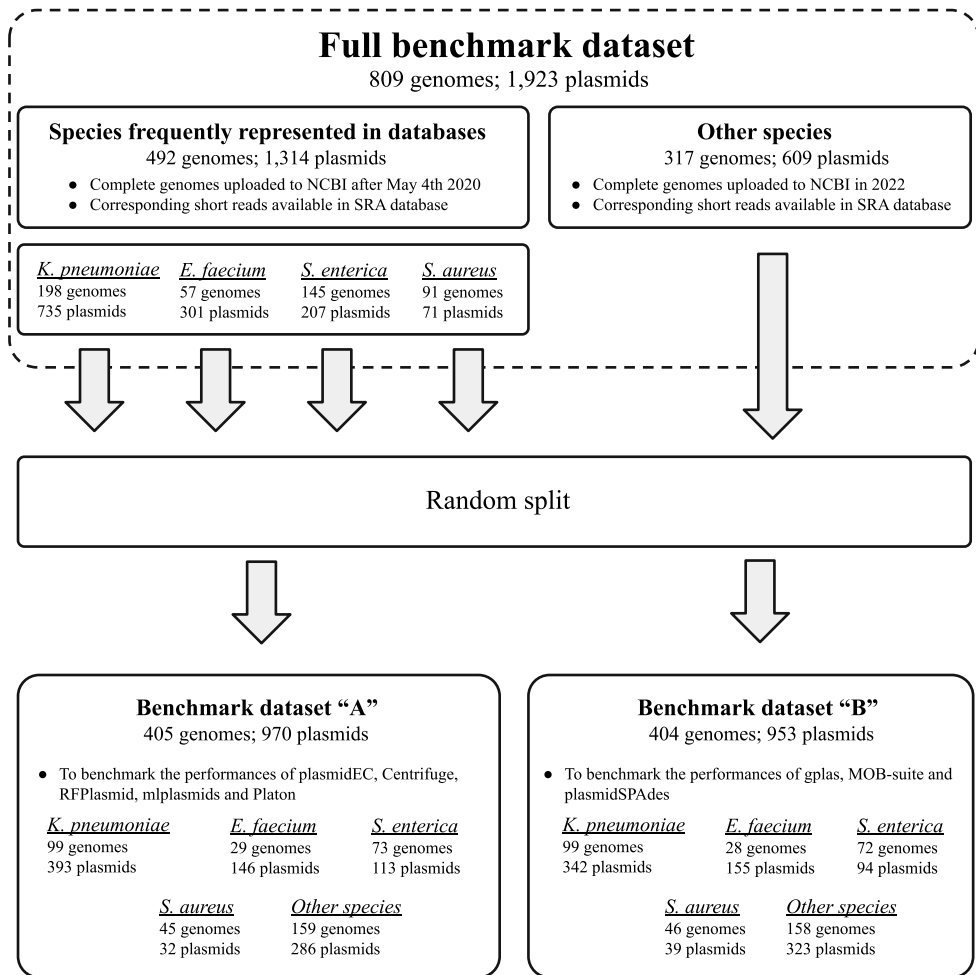 Full benchmark dataset
809 genomes; 1,923 plasmids
Species frequently represented in databases
492 genomes; 1,314 plasmids
● Complete genomes uploaded to NCBI after May 4th 2020
● Corresponding short reads available in SRA database
Other species
317 genomes; 609 plasmids
● Complete genomes uploaded to NCBI in 2022
● Corresponding short reads available in SRA database
K. pneumoniae
198 genomes
735 plasmids
E. faecium
57 genomes
301 plasmids
S. enterica
145 genomes
207 plasmids
S. aureus
91 genomes
71 plasmids
Random split
Benchmark dataset “A”
405 genomes; 970 plasmids
● To benchmark the performances of plasmidEC, Centrifuge,
RFPlasmid, mlplasmids and Platon
K. pneumoniae
99 genomes
393 plasmids
E. faecium
29 genomes
146 plasmids
S. enterica
73 genomes
113 plasmids
S. aureus
45 genomes
32 plasmids
Other species
159 genomes
286 plasmids
Benchmark dataset “B”
404 genomes; 953 plasmids
● To benchmark the performances of gplas, MOB-suite and
plasmidSPAdes
K. pneumoniae
99 genomes
342 plasmids
E. faecium
28 genomes
155 plasmids
S. enterica
72 genomes
94 plasmids
S. aureus
46 genomes
39 plasmids
Other species
158 genomes
323 plasmids